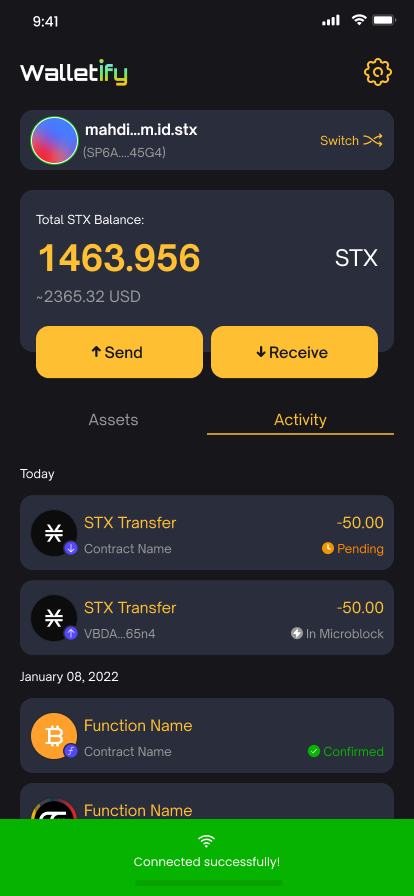 9:41
Walletify
mahdi...m.id.stx
(SP6A....45G4)
Switch
Total STX Balance:
1463.956
STX
~2365.32 USD
Send
Receive
Assets
Activity
Today
STX Transfer
-50.00
Contract Name
Pending
STX Transfer
-50.00
VBDA...65n4
In Microblock
January 08, 2022
Function Name
Contract Name
Confirmed
Function Name
Connected successfully!